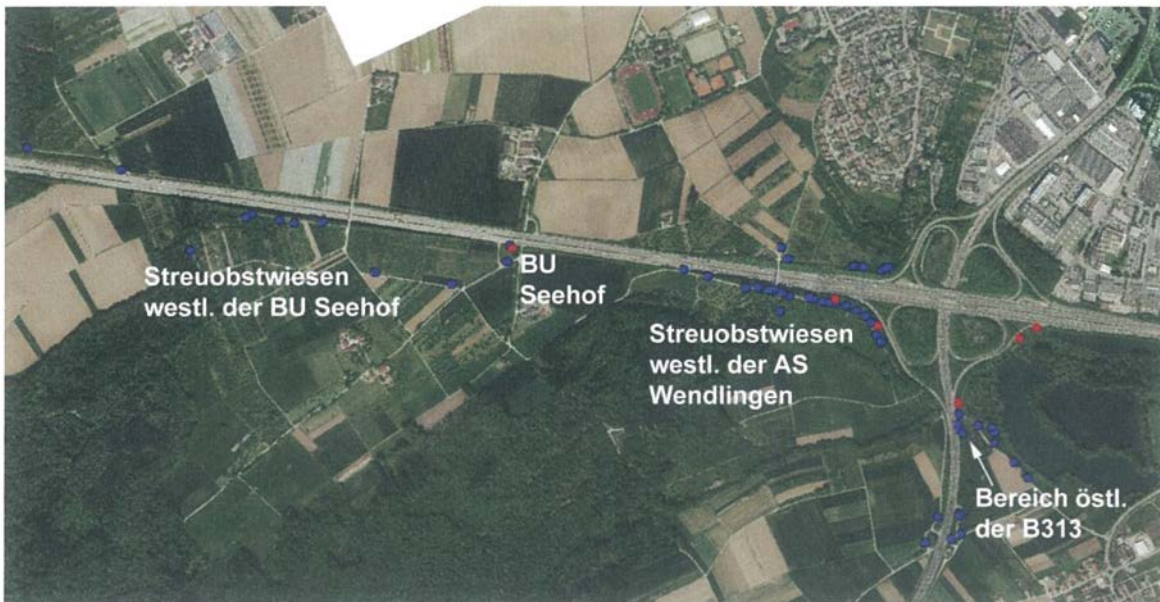 Streuobstwiesen
westl. der BU Seehof
BU
Seehof
Streuobstwiesen
westl. der AS
Wendlingen
Bereich östl.
der B313